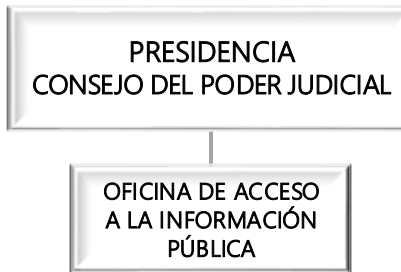 PRESIDENCIA
CONSEJO DEL PODER JUDICIAL
OFICINA DE ACCESO
A LA INFORMACIÓN
PÚBLICA